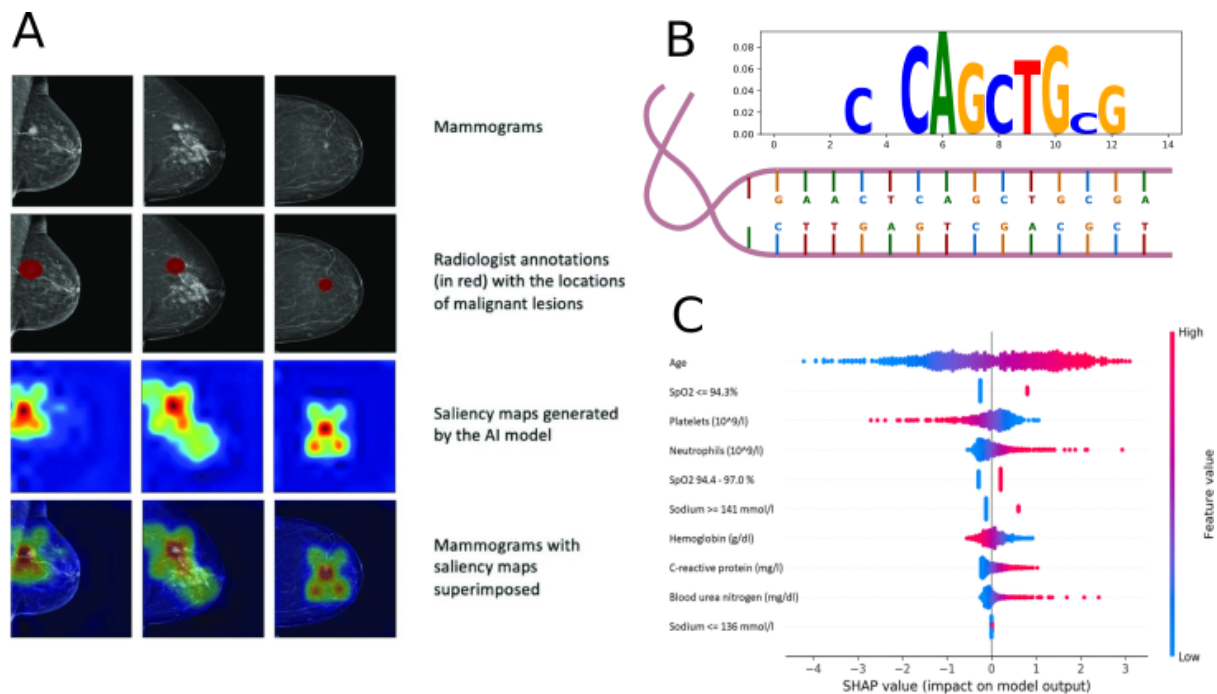 A
Mammograms
Radiologist annotations
(in red) with the locations
of malignant lesions
Saliency maps generated
by the AI model
Mammograms with
saliency maps
superimposed
B
0.08
0.06
0.04
0.02
0.00
C CAGCTGCG
0 2 4 6 8 10 12 14
G A A C T C A G C T G C G A
C T T G A G T C G A C G C T
C
High
Age
SpO2 <= 94.3%
Platelets (10^9/l)
Neutrophils (10^9/l)
SpO2 94.4 - 97.0 %
Sodium >= 141 mmol/l
Hemoglobin (g/dl)
C-reactive protein (mg/l)
Blood urea nitrogen (mg/dl)
Sodium <= 136 mmol/l
Feature value
Low
−4 −3 −2 −1 0 1 2 3
SHAP value (impact on model output)